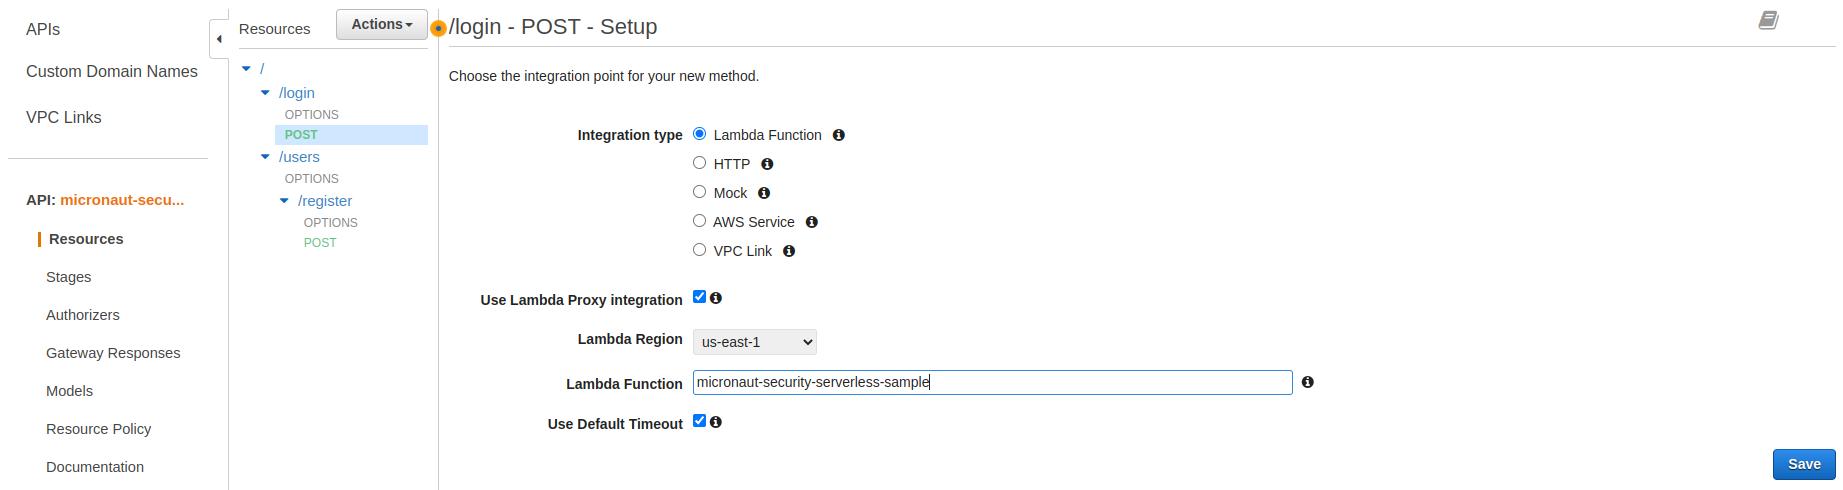 APIs
Custom Domain Names
VPC Links
API: micronaut-secu...
Resources
Stages
Authorizers
Gateway Responses
Models
Resource Policy
Documentation
Resources
Actions
/
/login
OPTIONS
POST
/users
OPTIONS
/register
OPTIONS
POST
/login - POST - Setup
Choose the integration point for your new method.
Integration type
Lambda Function
HTTP
Mock
AWS Service
VPC Link
Use Lambda Proxy integration
Lambda Region
us-east-1
Lambda Function
micronaut-security-serverless-sample
Use Default Timeout
Save